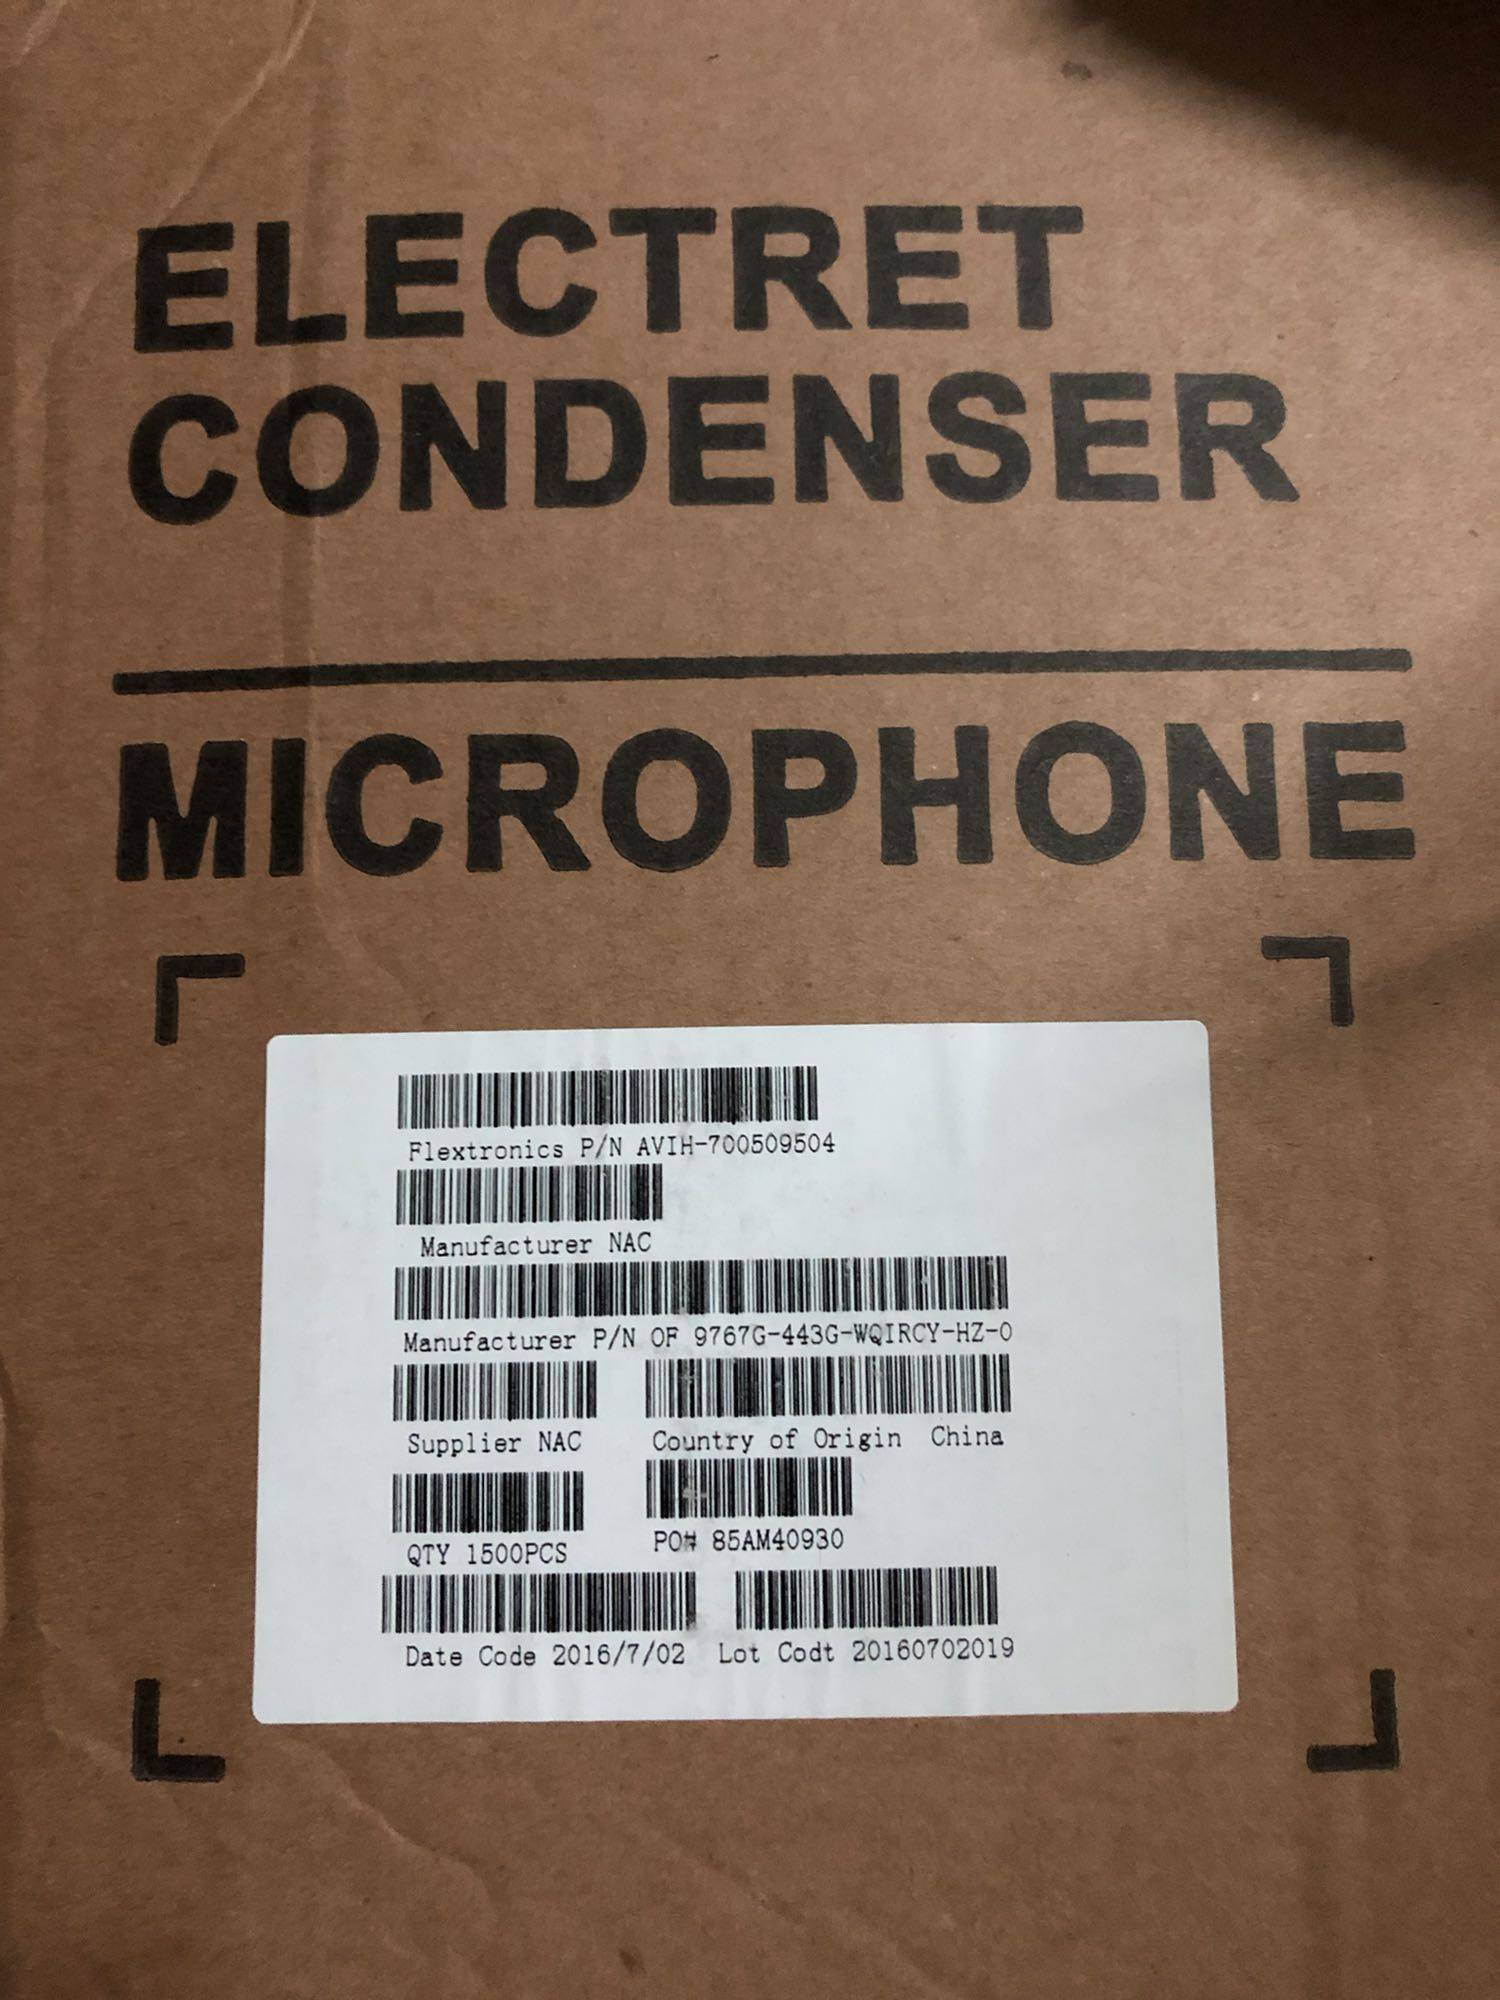 ELECTRET
CONDENSER
MICROPHONE
Flextronics P/N AVIH-700509504
Manufacturer NAC
Manufacturer P/N OF 9767G-443G-WQIRCY-HZ-0
Supplier NAC
Country of Origin China
QTY 1500PCS
PO# 85AM40930
Date Code 2016/7/02
Lot Codt 20160702019